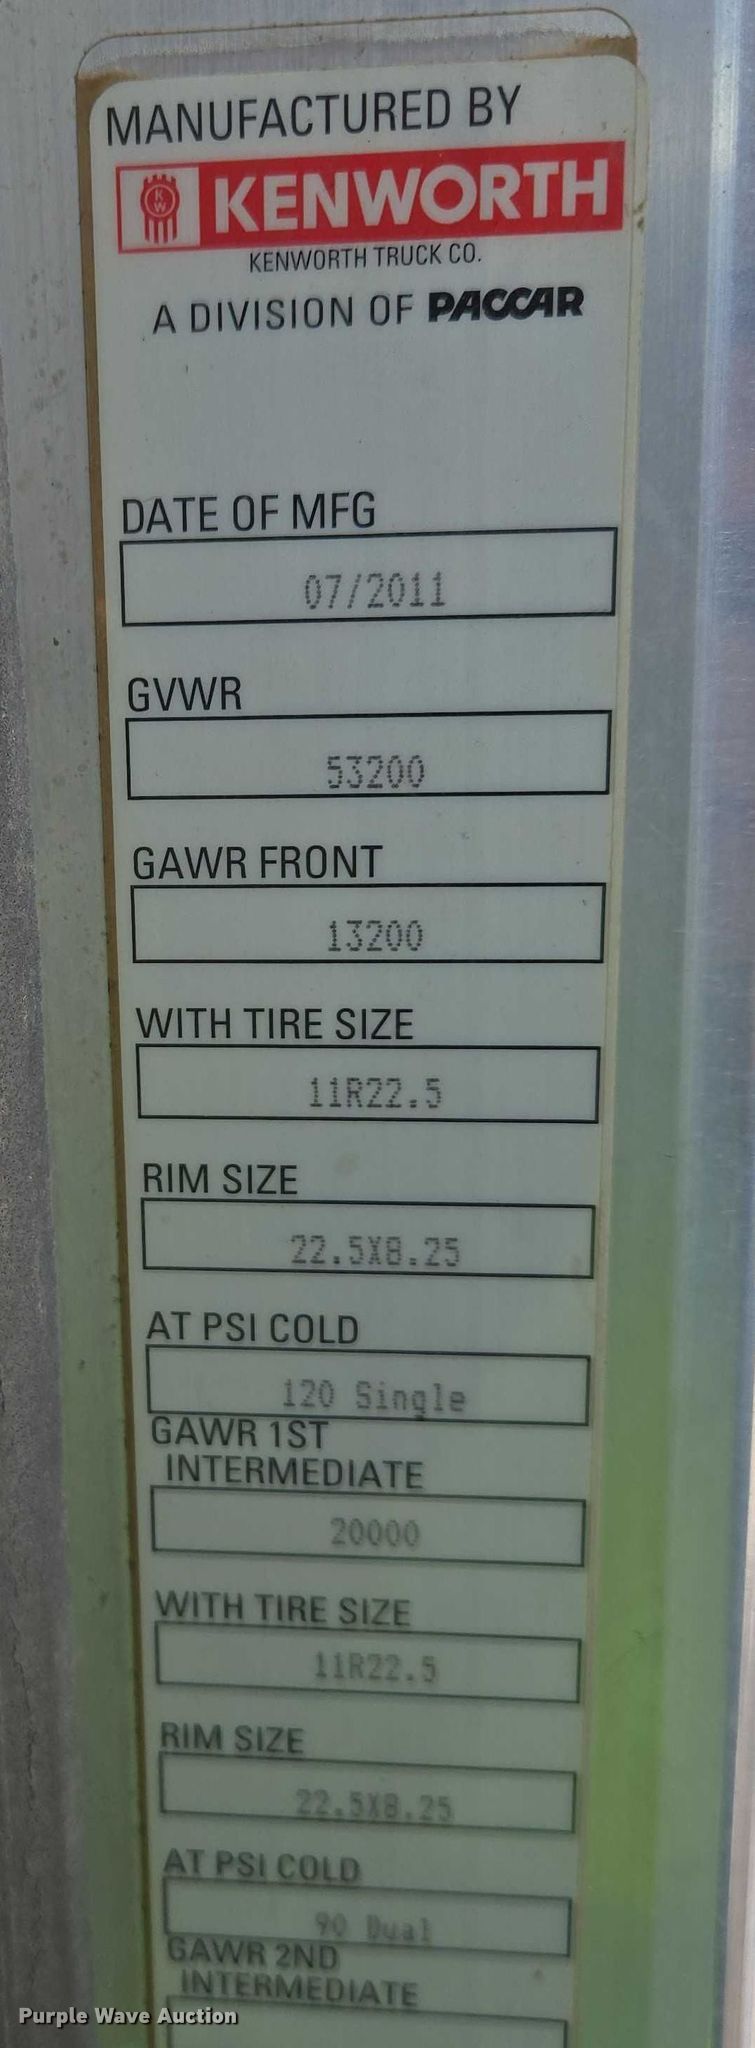 MANUFACTURED BY
KW KENWORTH
KENWORTH TRUCK CO.
A DIVISION OF PACCAR
DATE OF MFG
07/2011
GVWR
53200
GAWR FRONT
13200
WITH TIRE SIZE
11R22.5
RIM SIZE
22.5X8.25
AT PSI COLD
120 Single
GAWR 1ST
INTERMEDIATE
20000
WITH TIRE SIZE
11R22.5
RIM SIZE
22.5X8.25
AT PSI COLD
90 Dual
GAWR 2ND
INTERMEDIATE
Purple Wave Auction